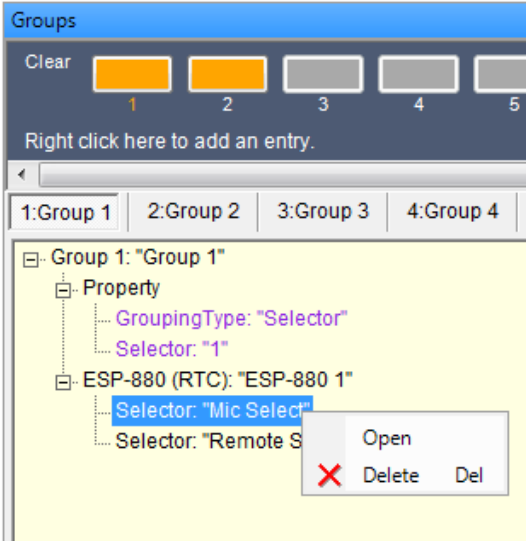 Groups
Clear
1 2 3 4 5
Right click here to add an entry.
1:Group 1 2:Group 2 3:Group 3 4:Group 4
Group 1: "Group 1"
Property
GroupingType: "Selector"
Selector: "1"
ESP-880 (RTC): "ESP-880 1"
Selector: "Mic Select"
Selector: "Remote S
Open
Delete Del